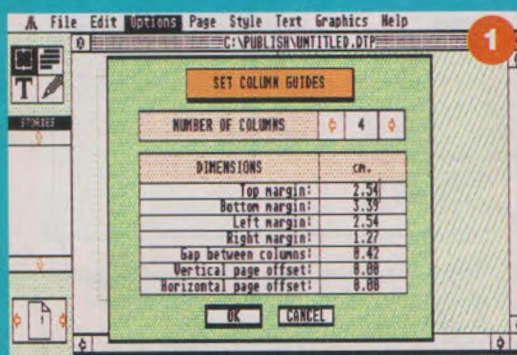 File Edit Options Page Style Text Graphics Help
C:\PUBLISH\UNTITLED.DTP
1
T
STORIES
SET COLUMN GUIDES
NUMBER OF COLUMNS 4
DIMENSIONS cm.
Top margin: 2.54
Bottom margin: 3.39
Left margin: 2.54
Right margin: 1.27
Gap between columns: 0.42
Vertical page offset: 0.00
Horizontal page offset: 0.00
1
OK CANCEL